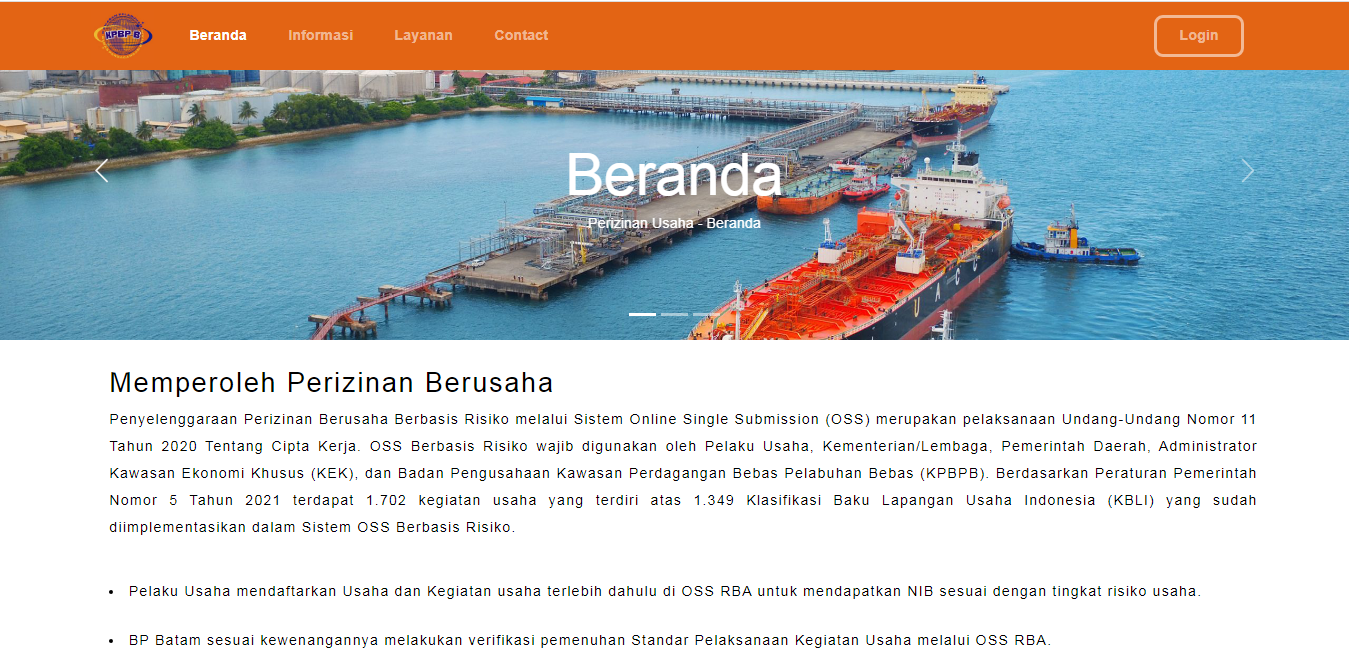 KPBP B
Beranda
Informasi
Layanan
Contact
Login
Beranda
Perizinan Usaha - Beranda
U A C C
Memperoleh Perizinan Berusaha
Penyelenggaraan Perizinan Berusaha Berbasis Risiko melalui Sistem Online Single Submission (OSS) merupakan pelaksanaan Undang-Undang Nomor 11
Tahun 2020 Tentang Cipta Kerja. OSS Berbasis Risiko wajib digunakan oleh Pelaku Usaha, Kementerian/Lembaga, Pemerintah Daerah, Administrator
Kawasan Ekonomi Khusus (KEK), dan Badan Pengusahaan Kawasan Perdagangan Bebas Pelabuhan Bebas (KPBPB). Berdasarkan Peraturan Pemerintah
Nomor 5 Tahun 2021 terdapat 1.702 kegiatan usaha yang terdiri atas 1.349 Klasifikasi Baku Lapangan Usaha Indonesia (KBLI) yang sudah
diimplementasikan dalam Sistem OSS Berbasis Risiko.
• Pelaku Usaha mendaftarkan Usaha dan Kegiatan usaha terlebih dahulu di OSS RBA untuk mendapatkan NIB sesuai dengan tingkat risiko usaha.
• BP Batam sesuai kewenangannya melakukan verifikasi pemenuhan Standar Pelaksanaan Kegiatan Usaha melalui OSS RBA.